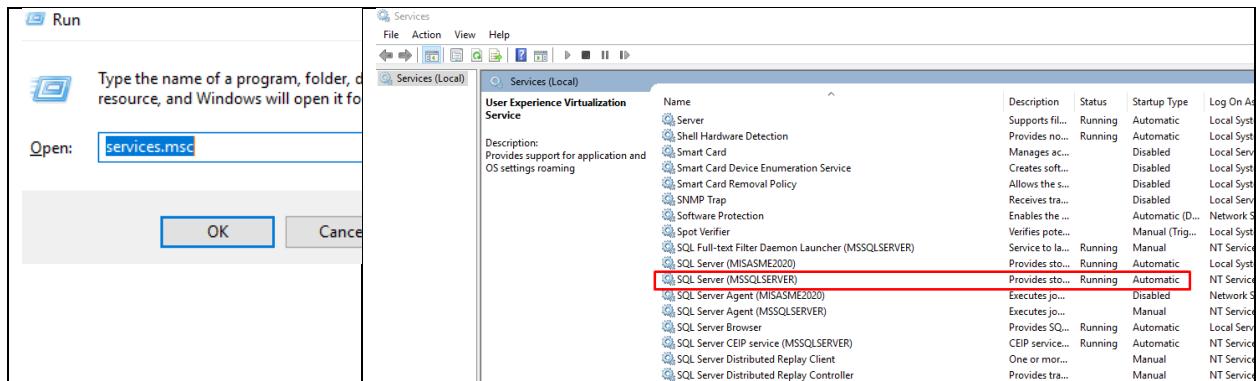 Run
Type the name of a program, folder, d
resource, and Windows will open it fo
Open: services.msc
OK Cance
Services
File Action View Help
Services (Local)
Services (Local)
User Experience Virtualization Service
Description:
Provides support for application and
OS settings roaming
Name Description Status Startup Type Log On As
Server Supports fil... Running Automatic Local Syst
Shell Hardware Detection Provides no... Running Automatic Local Syst
Smart Card Manages ac... Disabled Local Serv
Smart Card Device Enumeration Service Creates soft... Disabled Local Syst
Smart Card Removal Policy Allows the s... Disabled Local Syst
SNMP Trap Receives tra... Disabled Local Serv
Software Protection Enables the ... Automatic (D... Network S
Spot Verifier Verifies pote... Manual (Trig... Local Syst
SQL Full-text Filter Daemon Launcher (MSSQLSERVER) Service to la... Running Manual NT Service
SQL Server (MISASME2020) Provides sto... Running Automatic Local Syst
SQL Server (MSSQLSERVER) Provides sto... Running Automatic NT Service
SQL Server Agent (MISASME2020) Executes jo... Disabled Network S
SQL Server Agent (MSSQLSERVER) Executes jo... Manual NT Service
SQL Server Browser Provides SQ... Running Automatic Local Serv
SQL Server CEIP service (MSSQLSERVER) CEIP service... Running Automatic NT Service
SQL Server Distributed Replay Client One or mor... Manual NT Service
SQL Server Distributed Replay Controller Provides tra... Manual NT Service